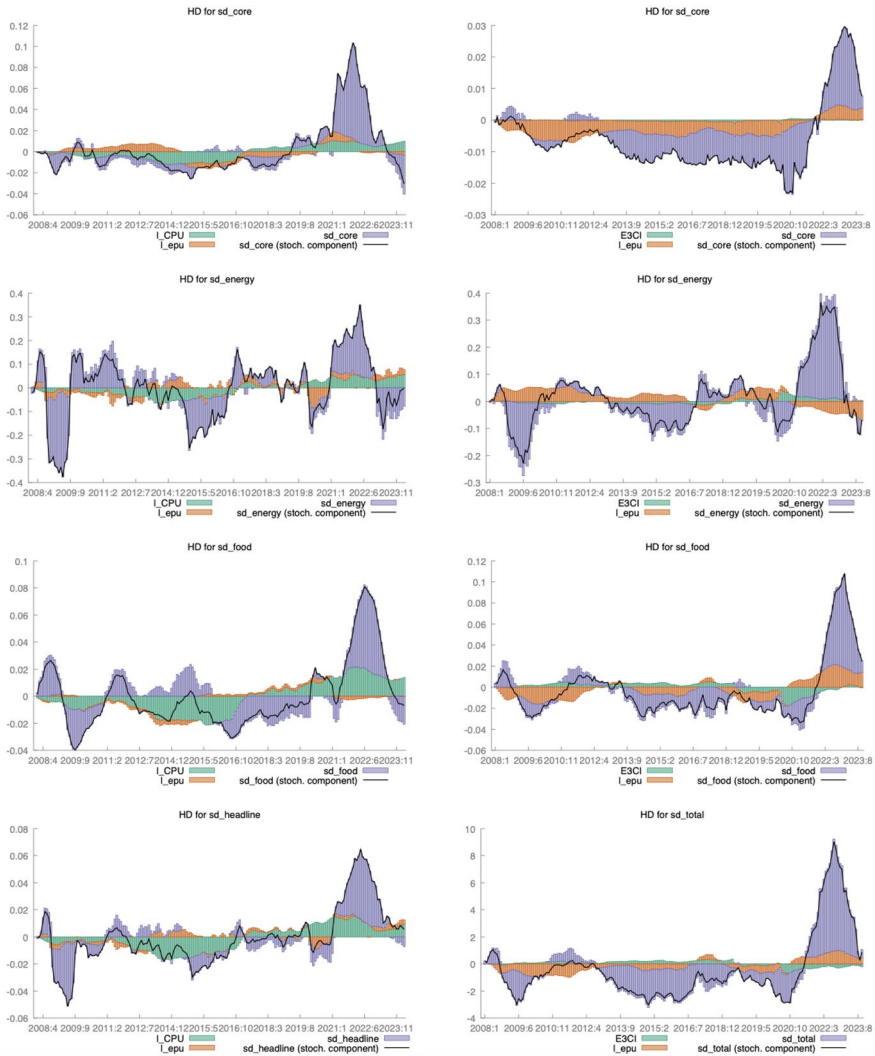 HD for sd_core
0.12
0.1
0.08
0.06
0.04
0.02
0
-0.02
-0.04
-0.06
2008:4 2009:9 2011:2 2012:7 2014:12 2015:5 2016:10 2018:3 2019:8 2021:1 2022:6 2023:11
l_CPU sd_core
l_epu sd_core (stoch. component)
HD for sd_core
0.03
0.02
0.01
0
-0.01
-0.02
-0.03
2008:1 2009:6 2010:11 2012:4 2013:9 2015:2 2016:7 2018:12 2019:5 2020:10 2022:3 2023:8
E3CI sd_core
l_epu sd_core (stoch. component)
HD for sd_energy
0.4
0.3
0.2
0.1
0
-0.1
-0.2
-0.3
-0.4
2008:4 2009:9 2011:2 2012:7 2014:12 2015:5 2016:10 2018:3 2019:8 2021:1 2022:6 2023:11
l_CPU sd_energy
l_epu sd_energy (stoch. component)
HD for sd_energy
0.4
0.3
0.2
0.1
0
-0.1
-0.2
-0.3
2008:1 2009:6 2010:11 2012:4 2013:9 2015:2 2016:7 2018:12 2019:5 2020:10 2022:3 2023:8
E3CI sd_energy
l_epu sd_energy (stoch. component)
HD for sd_food
0.1
0.08
0.06
0.04
0.02
0
-0.02
-0.04
2008:4 2009:9 2011:2 2012:7 2014:12 2015:5 2016:10 2018:3 2019:8 2021:1 2022:6 2023:11
l_CPU sd_food
l_epu sd_food (stoch. component)
HD for sd_food
0.12
0.1
0.08
0.06
0.04
0.02
0
-0.02
-0.04
-0.06
2008:1 2009:6 2010:11 2012:4 2013:9 2015:2 2016:7 2018:12 2019:5 2020:10 2022:3 2023:8
E3CI sd_food
l_epu sd_food (stoch. component)
HD for sd_headline
0.08
0.06
0.04
0.02
0
-0.02
-0.04
-0.06
2008:4 2009:9 2011:2 2012:7 2014:12 2015:5 2016:10 2018:3 2019:8 2021:1 2022:6 2023:11
l_CPU sd_headline
l_epu sd_headline (stoch. component)
HD for sd_total
10
8
6
4
2
0
-2
-4
2008:1 2009:6 2010:11 2012:4 2013:9 2015:2 2016:7 2018:12 2019:5 2020:10 2022:3 2023:8
E3CI sd_total
l_epu sd_total (stoch. component)